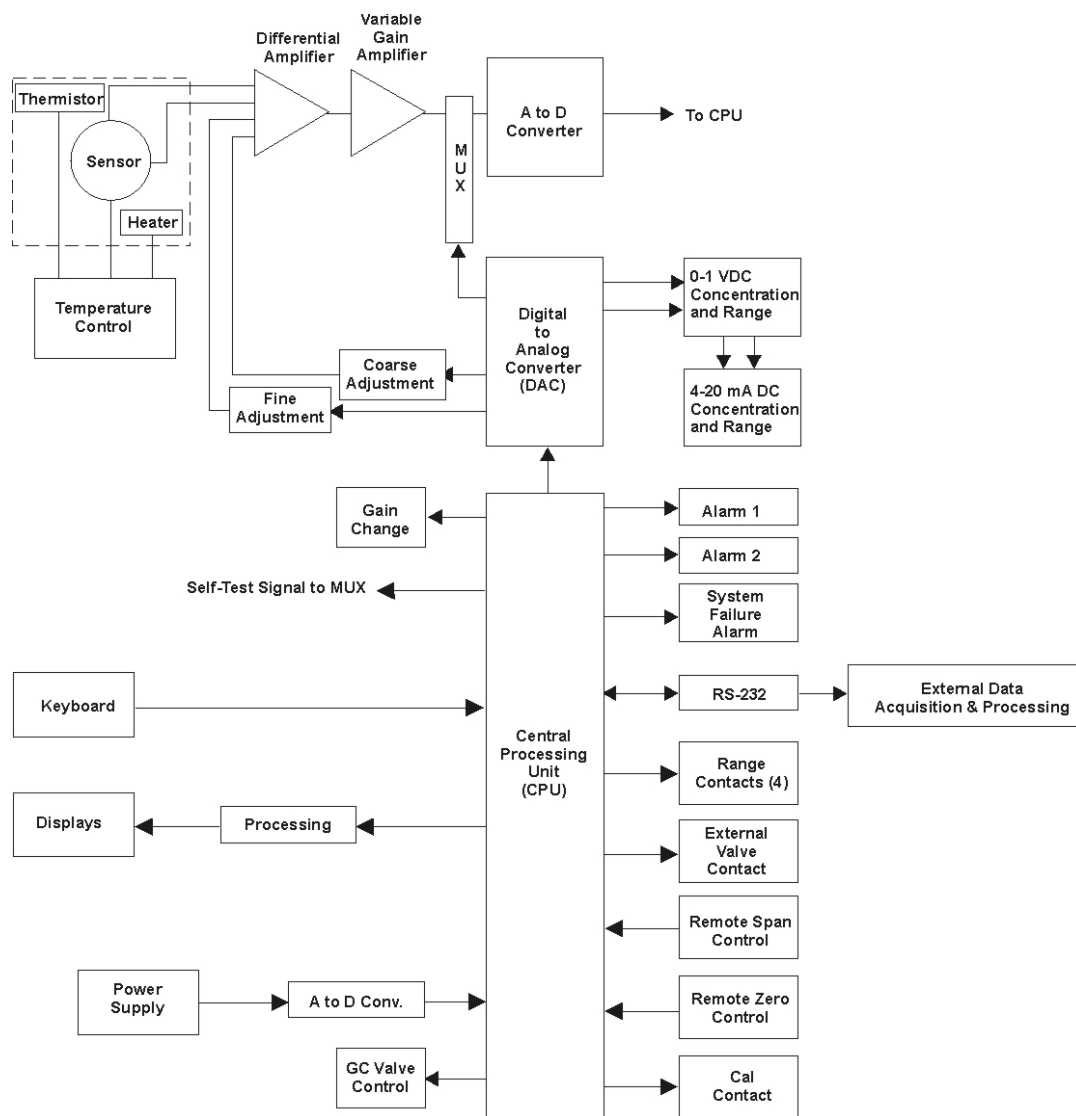 Differential
Amplifier
Variable
Gain
Amplifier
Thermistor
Sensor
Heater
Temperature
Control
MUX
A to D
Converter
To CPU
Digital
to
Analog
Converter
(DAC)
0-1 VDC
Concentration
and Range
4-20 mA DC
Concentration
and Range
Coarse
Adjustment
Fine
Adjustment
Gain
Change
Self-Test Signal to MUX
Keyboard
Displays
Processing
Power
Supply
A to D Conv.
GC Valve
Control
Central
Processing
Unit
(CPU)
Alarm 1
Alarm 2
System
Failure
Alarm
RS-232
External Data
Acquisition & Processing
Range
Contacts (4)
External
Valve
Contact
Remote Span
Control
Remote Zero
Control
Cal
Contact